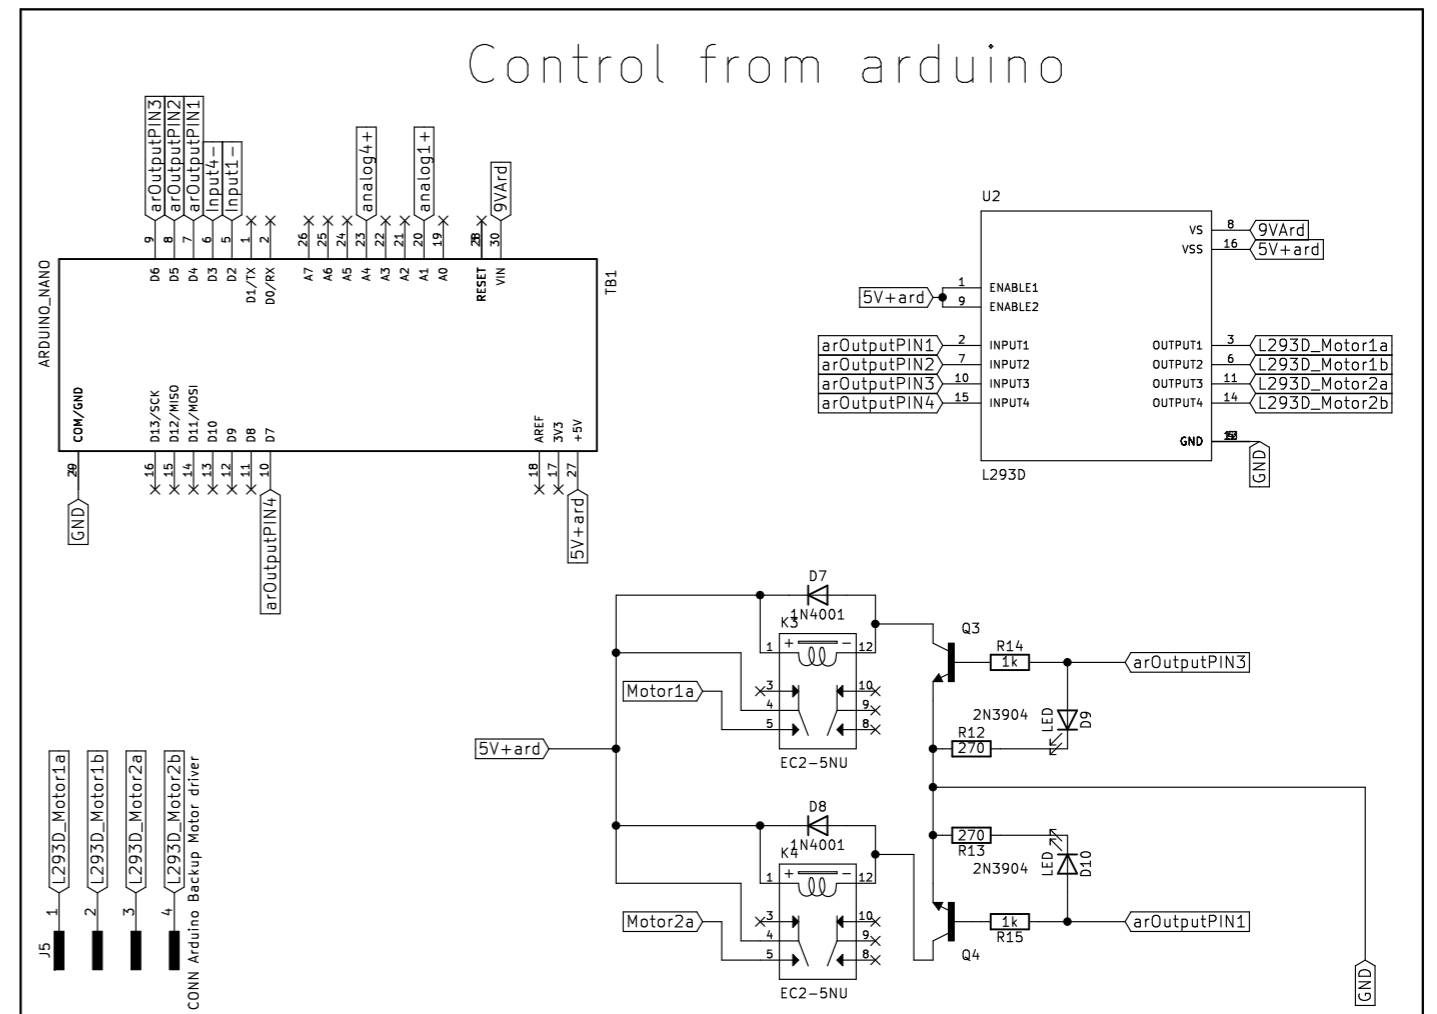 Control from arduino
arOutputPIN3
arOutputPIN2
arOutputPIN1
Input4-
Input1-
analog4+
analog1+
9VArd
9
8
7
6
5
1
2
26
25
24
23
22
21
20
19
30
D6
D5
D4
D3
D2
D1/TX
D0/RX
A7
A6
A5
A4
A3
A2
A1
A0
RESET
VIN
ARDUINO_NANO
TB1
COM/GND
D13/SCK
D12/MISO
D11/MOSI
D10
D9
D8
D7
AREF
3V3
+5V
16
15
14
13
12
11
10
18
17
27
GND
arOutputPIN4
5V+ard
U2
VS 8 9VArd
VSS 16 5V+ard
5V+ard
1 ENABLE1
9 ENABLE2
arOutputPIN1 2 INPUT1 OUTPUT1 3 L293D_Motor1a
arOutputPIN2 7 INPUT2 OUTPUT2 6 L293D_Motor1b
arOutputPIN3 10 INPUT3 OUTPUT3 11 L293D_Motor2a
arOutputPIN4 15 INPUT4 OUTPUT4 14 L293D_Motor2b
GND
GND
L293D
D7
1N4001
K3
+ -
1 12
3 10
4 9
5 8
Motor1a
EC2-5NU
Q3
R14
1k
arOutputPIN3
2N3904
LED
D9
R12
270
5V+ard
D8
1N4001
K4
+ -
1 12
3 10
4 9
5 8
Motor2a
EC2-5NU
270
R13
2N3904
LED
D10
1k
R15
arOutputPIN1
Q4
GND
L293D_Motor1a
L293D_Motor1b
L293D_Motor2a
L293D_Motor2b
1
2
3
4
J5
CONN Arduino Backup Motor driver